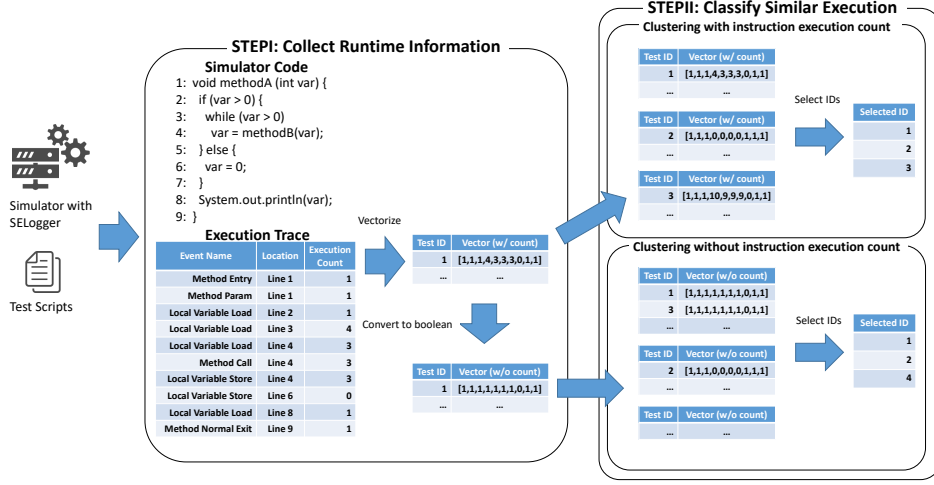 STEPI: Collect Runtime Information
Simulator Code
1: void methodA (int var) {
2: if (var > 0) {
3: while (var > 0)
4: var = methodB(var);
5: } else {
6: var = 0;
7: }
8: System.out.println(var);
9: }
Simulator with
SELogger
Test Scripts
Execution Trace
Event Name Location Execution Count
Method Entry Line 1 1
Method Param Line 1 1
Local Variable Load Line 2 1
Local Variable Load Line 3 4
Local Variable Load Line 4 3
Method Call Line 4 3
Local Variable Store Line 4 3
Local Variable Store Line 6 0
Local Variable Load Line 8 1
Method Normal Exit Line 9 1
Vectorize
Test ID Vector (w/ count)
1 [1,1,1,4,3,3,3,0,1,1]
... ...
Convert to boolean
Test ID Vector (w/o count)
1 [1,1,1,1,1,1,1,0,1,1]
... ...
STEPII: Classify Similar Execution
Clustering with instruction execution count
Test ID Vector (w/ count)
1 [1,1,1,4,3,3,3,0,1,1]
... ...
Test ID Vector (w/ count)
2 [1,1,1,0,0,0,0,1,1,1]
... ...
Test ID Vector (w/ count)
3 [1,1,1,10,9,9,9,0,1,1]
... ...
Select IDs
Selected ID
1
2
3
Clustering without instruction execution count
Test ID Vector (w/o count)
1 [1,1,1,1,1,1,1,0,1,1]
3 [1,1,1,1,1,1,1,0,1,1]
... ...
Test ID Vector (w/o count)
2 [1,1,1,0,0,0,0,1,1,1]
... ...
Test ID Vector (w/o count)
... ...
Select IDs
Selected ID
1
2
4